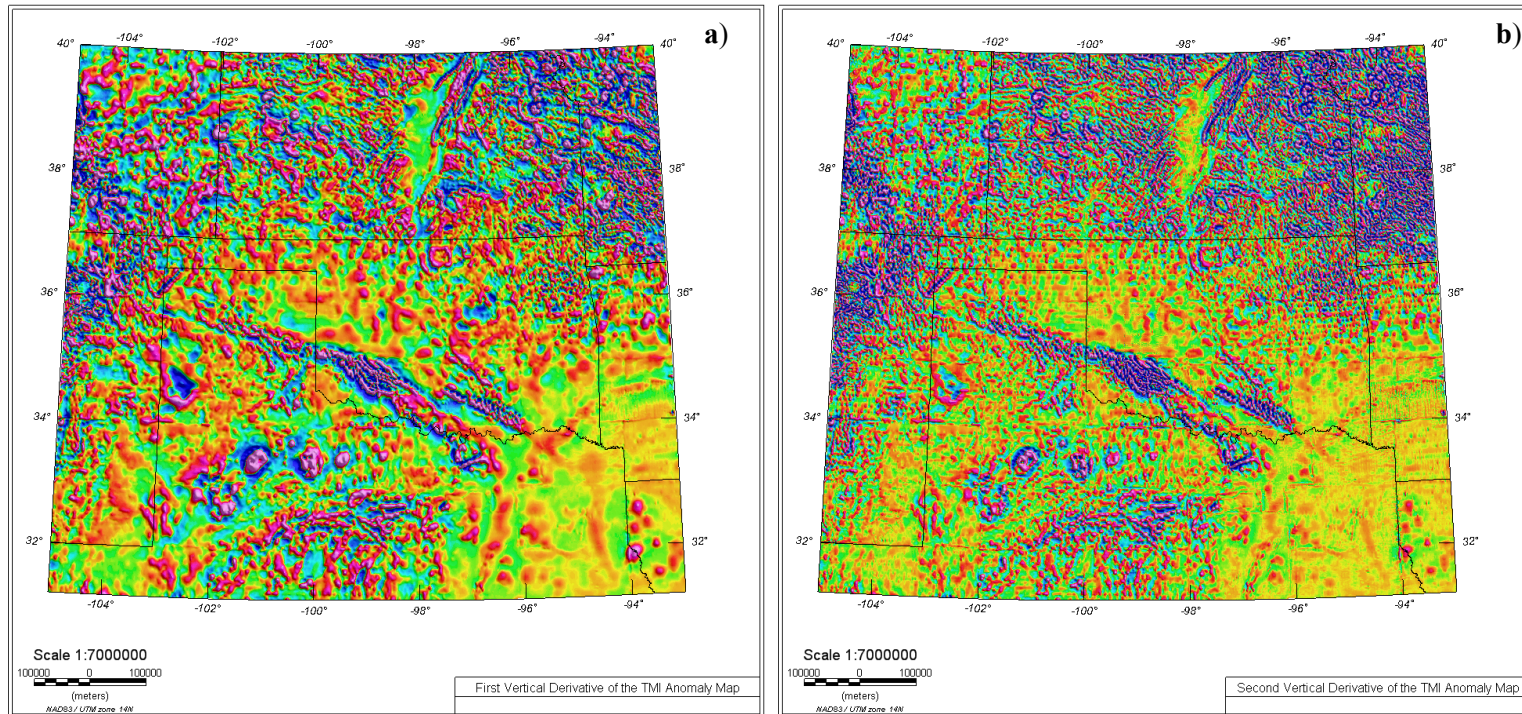 a)
40° -104° -102° -100° -98° -96° -94° 40°
38° 38°
36° 36°
34° 34°
32° 32°
-104° -102° -100° -98° -96° -94°
Scale 1:7000000
100000 0 100000
(meters)
NAD83 / UTM zone 14N
First Vertical Derivative of the TMI Anomaly Map
b)
40° -104° -102° -100° -98° -96° -94° 40°
38° 38°
36° 36°
34° 34°
32° 32°
-104° -102° -100° -98° -96° -94°
Scale 1:7000000
100000 0 100000
(meters)
NAD83 / UTM zone 14N
Second Vertical Derivative of the TMI Anomaly Map